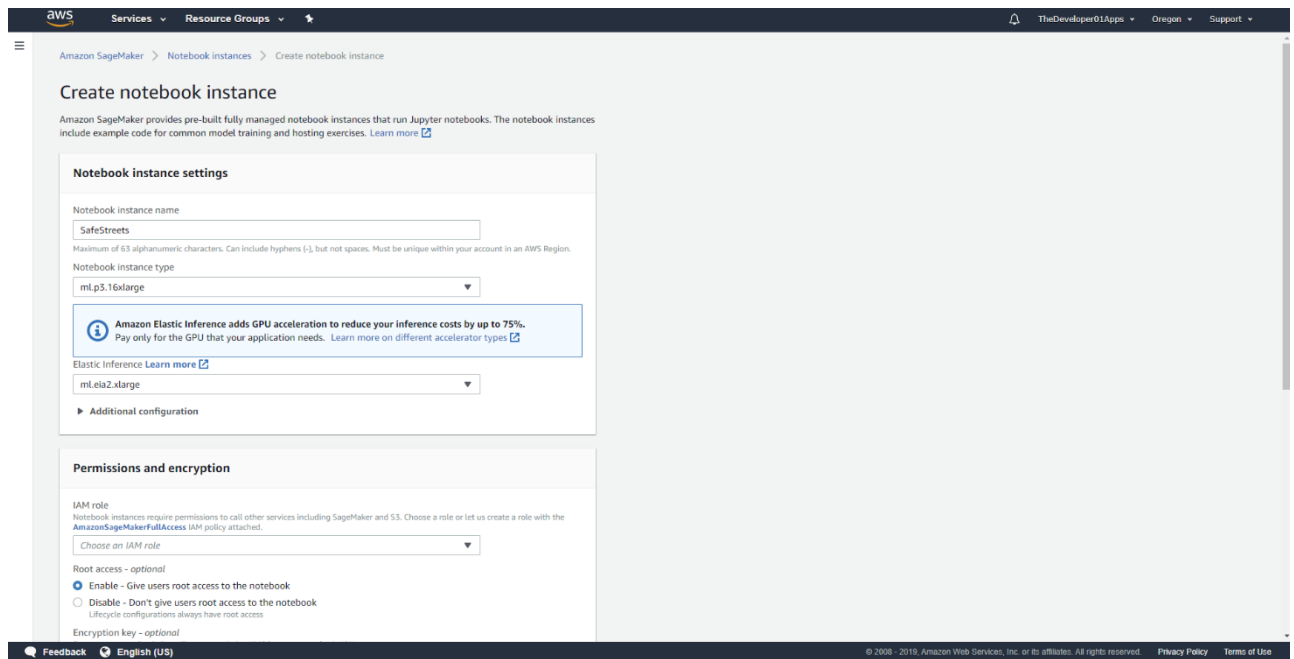 aws Services Resource Groups TheDeveloper01Apps Oregon Support
Amazon SageMaker > Notebook instances > Create notebook instance
Create notebook instance
Amazon SageMaker provides pre-built fully managed notebook instances that run Jupyter notebooks. The notebook instances
include example code for common model training and hosting exercises. Learn more
Notebook instance settings
Notebook instance name
SafeStreets
Maximum of 63 alphanumeric characters. Can include hyphens (-), but not spaces. Must be unique within your account in an AWS Region.
Notebook instance type
ml.p3.16xlarge
Amazon Elastic Inference adds GPU acceleration to reduce your inference costs by up to 75%.
Pay only for the GPU that your application needs. Learn more on different accelerator types
Elastic Inference Learn more
ml.eia2.xlarge
Additional configuration
Permissions and encryption
IAM role
Notebook instances require permissions to call other services including SageMaker and S3. Choose a role or let us create a role with the
AmazonSageMakerFullAccess IAM policy attached.
Choose an IAM role
Root access - optional
Enable - Give users root access to the notebook
Disable - Don't give users root access to the notebook
Lifecycle configurations always have root access
Encryption key - optional
Feedback English (US) © 2008 - 2019, Amazon Web Services, Inc. or its affiliates. All rights reserved. Privacy Policy Terms of Use